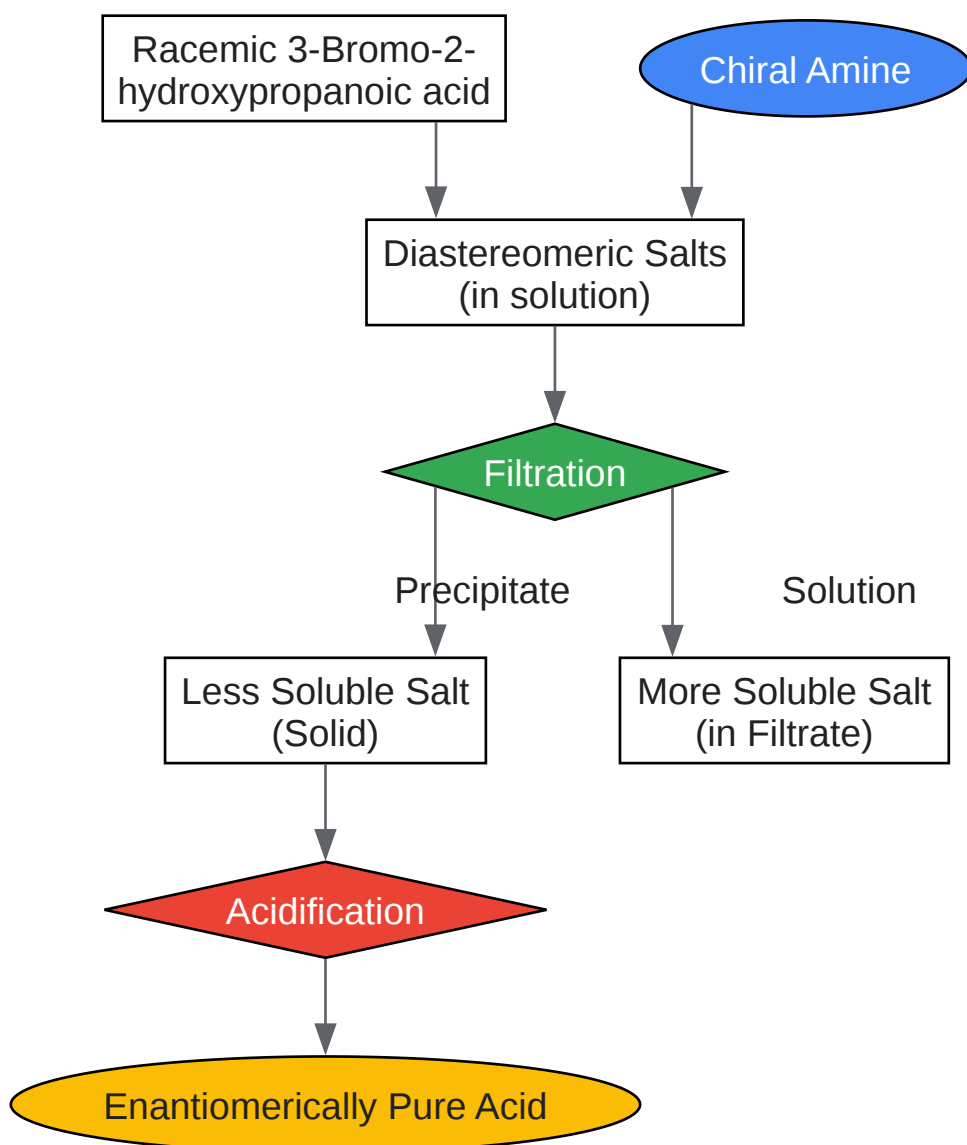 Racemic 3-Bromo-2-
hydroxypropanoic acid
Chiral Amine
Diastereomeric Salts
(in solution)
Filtration
Precipitate
Solution
Less Soluble Salt
(Solid)
More Soluble Salt
(in Filtrate)
Acidification
Enantiomerically Pure Acid